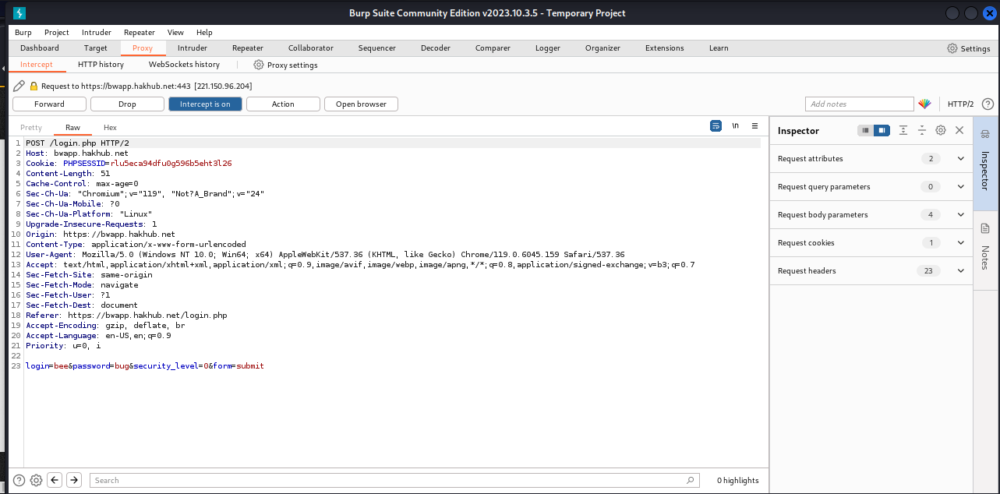 Burp Suite Community Edition v2023.10.3.5 - Temporary Project
Burp Project Intruder Repeater View Help
Dashboard Target Proxy Intruder Repeater Collaborator Sequencer Decoder Comparer Logger Organizer Extensions Learn Settings
Intercept HTTP history WebSockets history Proxy settings
Request to https://bwapp.hakhub.net:443 [221.150.96.204]
Forward Drop Intercept is on Action Open browser Add notes HTTP/2 ?
Pretty Raw Hex \n
1 POST /login.php HTTP/2
2 Host: bwapp.hakhub.net
3 Cookie: PHPSESSID=rlu5eca94dfu0g596b5eht3l26
4 Content-Length: 51
5 Cache-Control: max-age=0
6 Sec-Ch-Ua: "Chromium";v="119", "Not?A_Brand";v="24"
7 Sec-Ch-Ua-Mobile: ?0
8 Sec-Ch-Ua-Platform: "Linux"
9 Upgrade-Insecure-Requests: 1
10 Origin: https://bwapp.hakhub.net
11 Content-Type: application/x-www-form-urlencoded
12 User-Agent: Mozilla/5.0 (Windows NT 10.0; Win64; x64) AppleWebKit/537.36 (KHTML, like Gecko) Chrome/119.0.6045.159 Safari/537.36
13 Accept: text/html,application/xhtml+xml,application/xml;q=0.9,image/avif,image/webp,image/apng,*/*;q=0.8,application/signed-exchange;v=b3;q=0.7
14 Sec-Fetch-Site: same-origin
15 Sec-Fetch-Mode: navigate
16 Sec-Fetch-User: ?1
17 Sec-Fetch-Dest: document
18 Referer: https://bwapp.hakhub.net/login.php
19 Accept-Encoding: gzip, deflate, br
20 Accept-Language: en-US,en;q=0.9
21 Priority: u=0, i
22
23 login=bee&password=bug&security_level=0&form=submit
Inspector
Request attributes 2
Request query parameters 0
Request body parameters 4
Request cookies 1
Request headers 23
Inspector
Notes
? Search 0 highlights